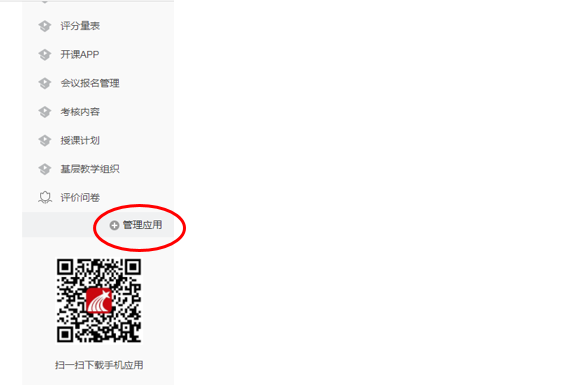 评分量表
开课APP
会议报名管理
考核内容
授课计划
基层教学组织
评价问卷
管理应用
扫一扫下载手机应用